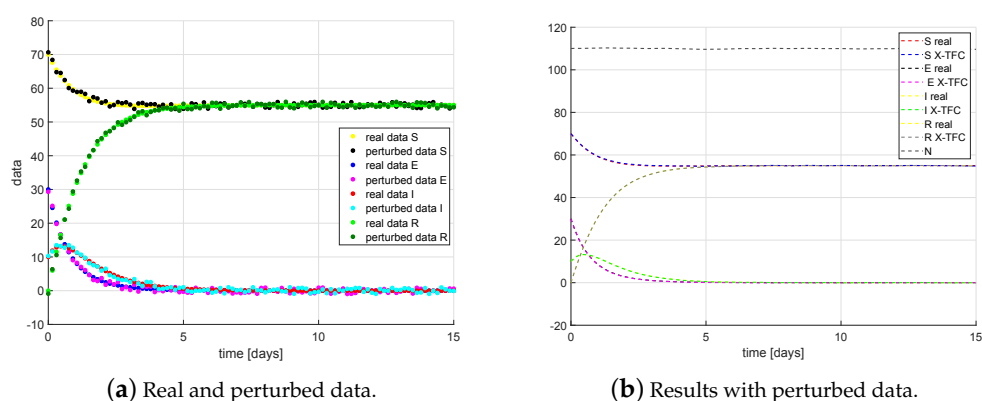 80
70
60
50
40
30
20
10
0
-10
data
0
5
10
15
time [days]
real data S
perturbed data S
real data E
perturbed data E
real data I
perturbed data I
real data R
perturbed data R
(a) Real and perturbed data.
120
100
80
60
40
20
0
-20
0
5
10
15
time [days]
S real
S X-TFC
E real
E X-TFC
I real
I X-TFC
R real
R X-TFC
N
(b) Results with perturbed data.